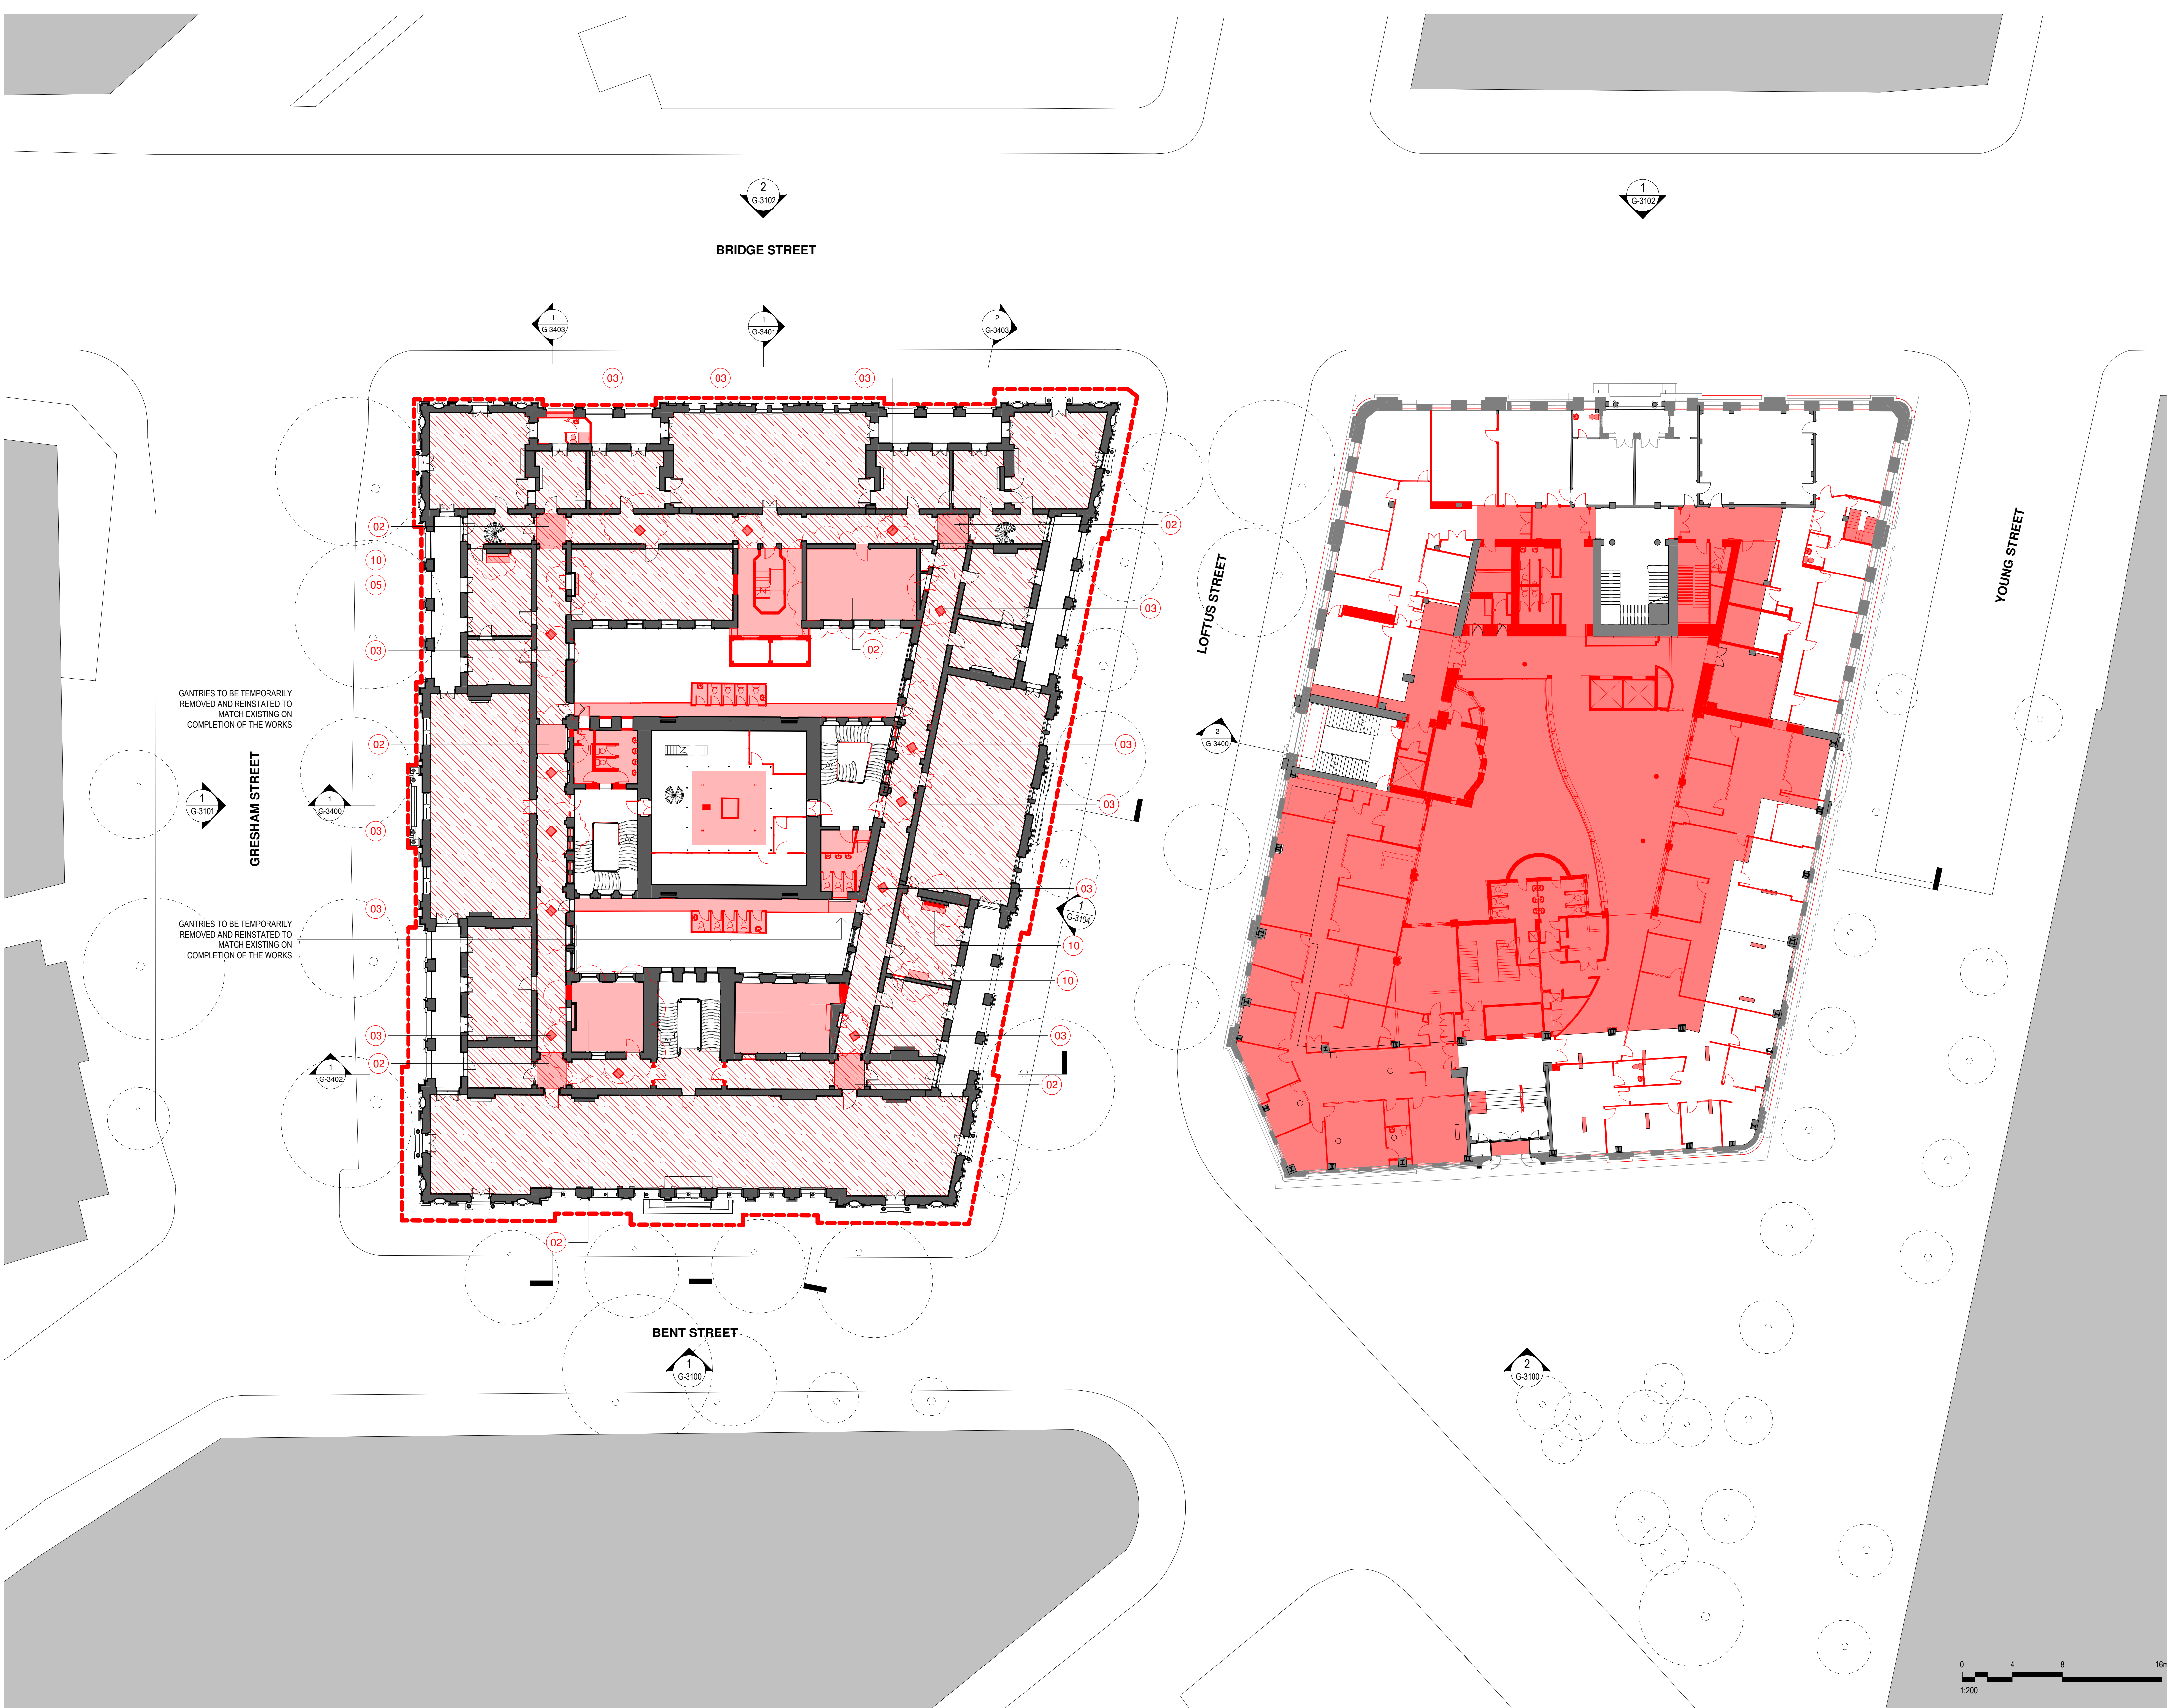 2
G-3102
1
G-3102
BRIDGE STREET
1
G-3403
1
G-3401
2
G-3403
03
03
03
02
02
10
05
03
03
02
LOFTUS STREET
YOUNG STREET
GANTRIES TO BE TEMPORARILY
REMOVED AND REINSTATED TO
MATCH EXISTING ON
COMPLETION OF THE WORKS
02
03
2
G-3400
GRESHAM STREET
1
G-3101
1
G-3400
03
03
03
03
1
G-3104
GANTRIES TO BE TEMPORARILY
REMOVED AND REINSTATED TO
MATCH EXISTING ON
COMPLETION OF THE WORKS
10
10
03
03
02
1
G-3402
02
02
BENT STREET
1
G-3100
2
G-3100
0 4 8 16m
1:200